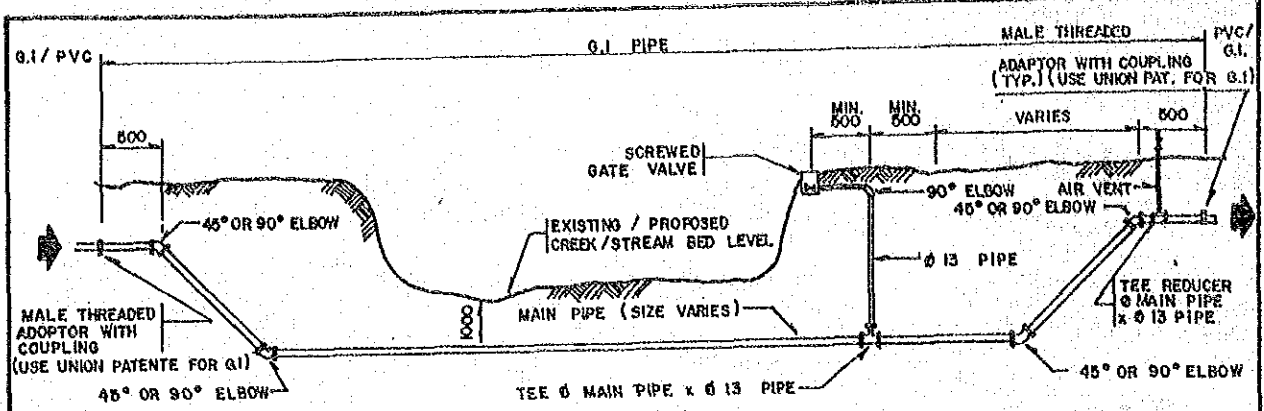 G.I / PVC
G.I PIPE
MALE THREADED
PVC/
G.I.
ADAPTOR WITH COUPLING
(TYP.) (USE UNION PAT. FOR G.I)
500
MIN.
500
MIN.
500
VARIES
500
SCREWED
GATE VALVE
90° ELBOW
AIR VENT
45° OR 90° ELBOW
45° OR 90° ELBOW
EXISTING / PROPOSED
CREEK/STREAM BED LEVEL
Ø 13 PIPE
TEE REDUCER
Ø MAIN PIPE
x Ø 13 PIPE
MALE THREADED
ADOPTOR WITH
COUPLING
(USE UNION PATENTE FOR GI)
1000
MAIN PIPE (SIZE VARIES)
45° OR 90° ELBOW
TEE Ø MAIN PIPE x Ø 13 PIPE
45° OR 90° ELBOW